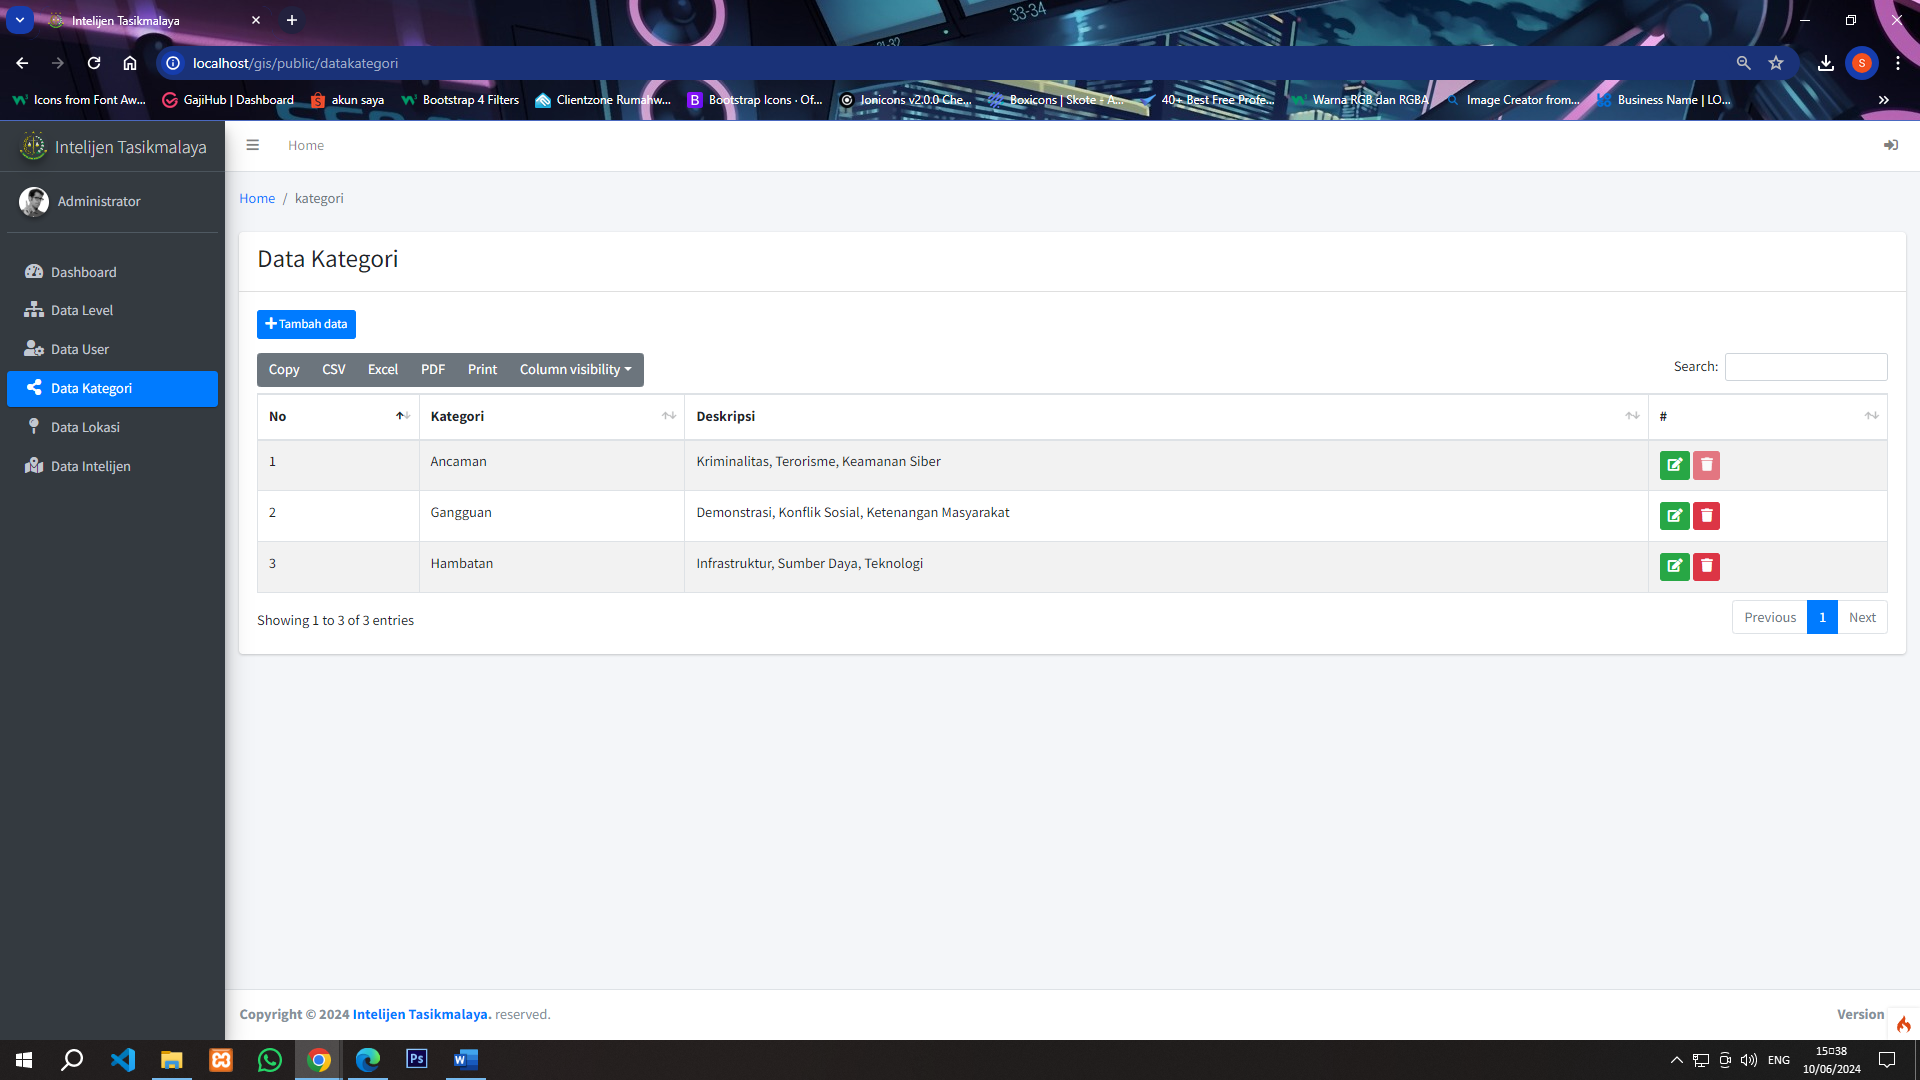 Intelijen Tasikmalaya
33-34
localhost/gis/public/datakategori
S
Icons from Font Aw...
GajiHub | Dashboard
akun saya
Bootstrap 4 Filters
Clientzone Rumahw...
Bootstrap Icons · Of...
Ionicons v2.0.0 Che...
Boxicons | Skote - A...
40+ Best Free Profe...
Warna RGB dan RGBA
Image Creator from...
Business Name | LO...
Intelijen Tasikmalaya
Home
Administrator
Home / kategori
Dashboard
Data Level
Data User
Data Kategori
Data Lokasi
Data Intelijen
Data Kategori
Tambah data
Copy CSV Excel PDF Print Column visibility
Search:
No Kategori Deskripsi #
1 Ancaman Kriminalitas, Terorisme, Keamanan Siber
2 Gangguan Demonstrasi, Konflik Sosial, Ketenangan Masyarakat
3 Hambatan Infrastruktur, Sumber Daya, Teknologi
Showing 1 to 3 of 3 entries
Previous 1 Next
Copyright © 2024 Intelijen Tasikmalaya. reserved.
Version
ENG
15:38
10/06/2024